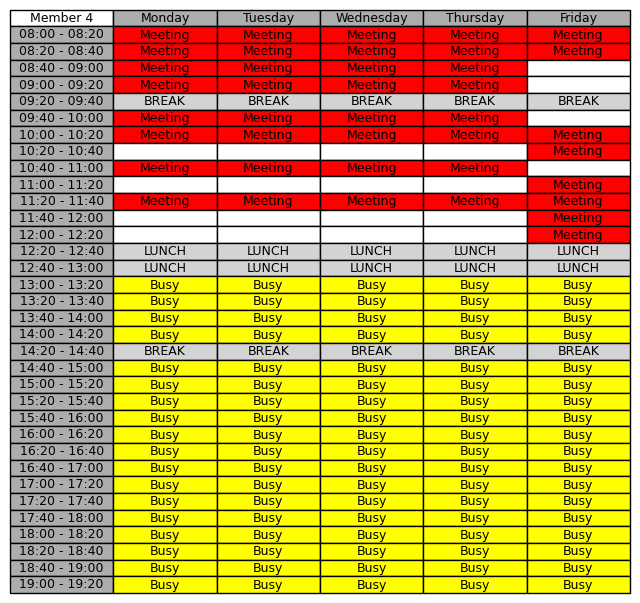 Member 4 Monday Tuesday Wednesday Thursday Friday
08:00 - 08:20 Meeting Meeting Meeting Meeting Meeting
08:20 - 08:40 Meeting Meeting Meeting Meeting Meeting
08:40 - 09:00 Meeting Meeting Meeting Meeting
09:00 - 09:20 Meeting Meeting Meeting Meeting
09:20 - 09:40 BREAK BREAK BREAK BREAK BREAK
09:40 - 10:00 Meeting Meeting Meeting Meeting
10:00 - 10:20 Meeting Meeting Meeting Meeting Meeting
10:20 - 10:40 Meeting
10:40 - 11:00 Meeting Meeting Meeting Meeting
11:00 - 11:20 Meeting
11:20 - 11:40 Meeting Meeting Meeting Meeting Meeting
11:40 - 12:00 Meeting
12:00 - 12:20 Meeting
12:20 - 12:40 LUNCH LUNCH LUNCH LUNCH LUNCH
12:40 - 13:00 LUNCH LUNCH LUNCH LUNCH LUNCH
13:00 - 13:20 Busy Busy Busy Busy Busy
13:20 - 13:40 Busy Busy Busy Busy Busy
13:40 - 14:00 Busy Busy Busy Busy Busy
14:00 - 14:20 Busy Busy Busy Busy Busy
14:20 - 14:40 BREAK BREAK BREAK BREAK BREAK
14:40 - 15:00 Busy Busy Busy Busy Busy
15:00 - 15:20 Busy Busy Busy Busy Busy
15:20 - 15:40 Busy Busy Busy Busy Busy
15:40 - 16:00 Busy Busy Busy Busy Busy
16:00 - 16:20 Busy Busy Busy Busy Busy
16:20 - 16:40 Busy Busy Busy Busy Busy
16:40 - 17:00 Busy Busy Busy Busy Busy
17:00 - 17:20 Busy Busy Busy Busy Busy
17:20 - 17:40 Busy Busy Busy Busy Busy
17:40 - 18:00 Busy Busy Busy Busy Busy
18:00 - 18:20 Busy Busy Busy Busy Busy
18:20 - 18:40 Busy Busy Busy Busy Busy
18:40 - 19:00 Busy Busy Busy Busy Busy
19:00 - 19:20 Busy Busy Busy Busy Busy